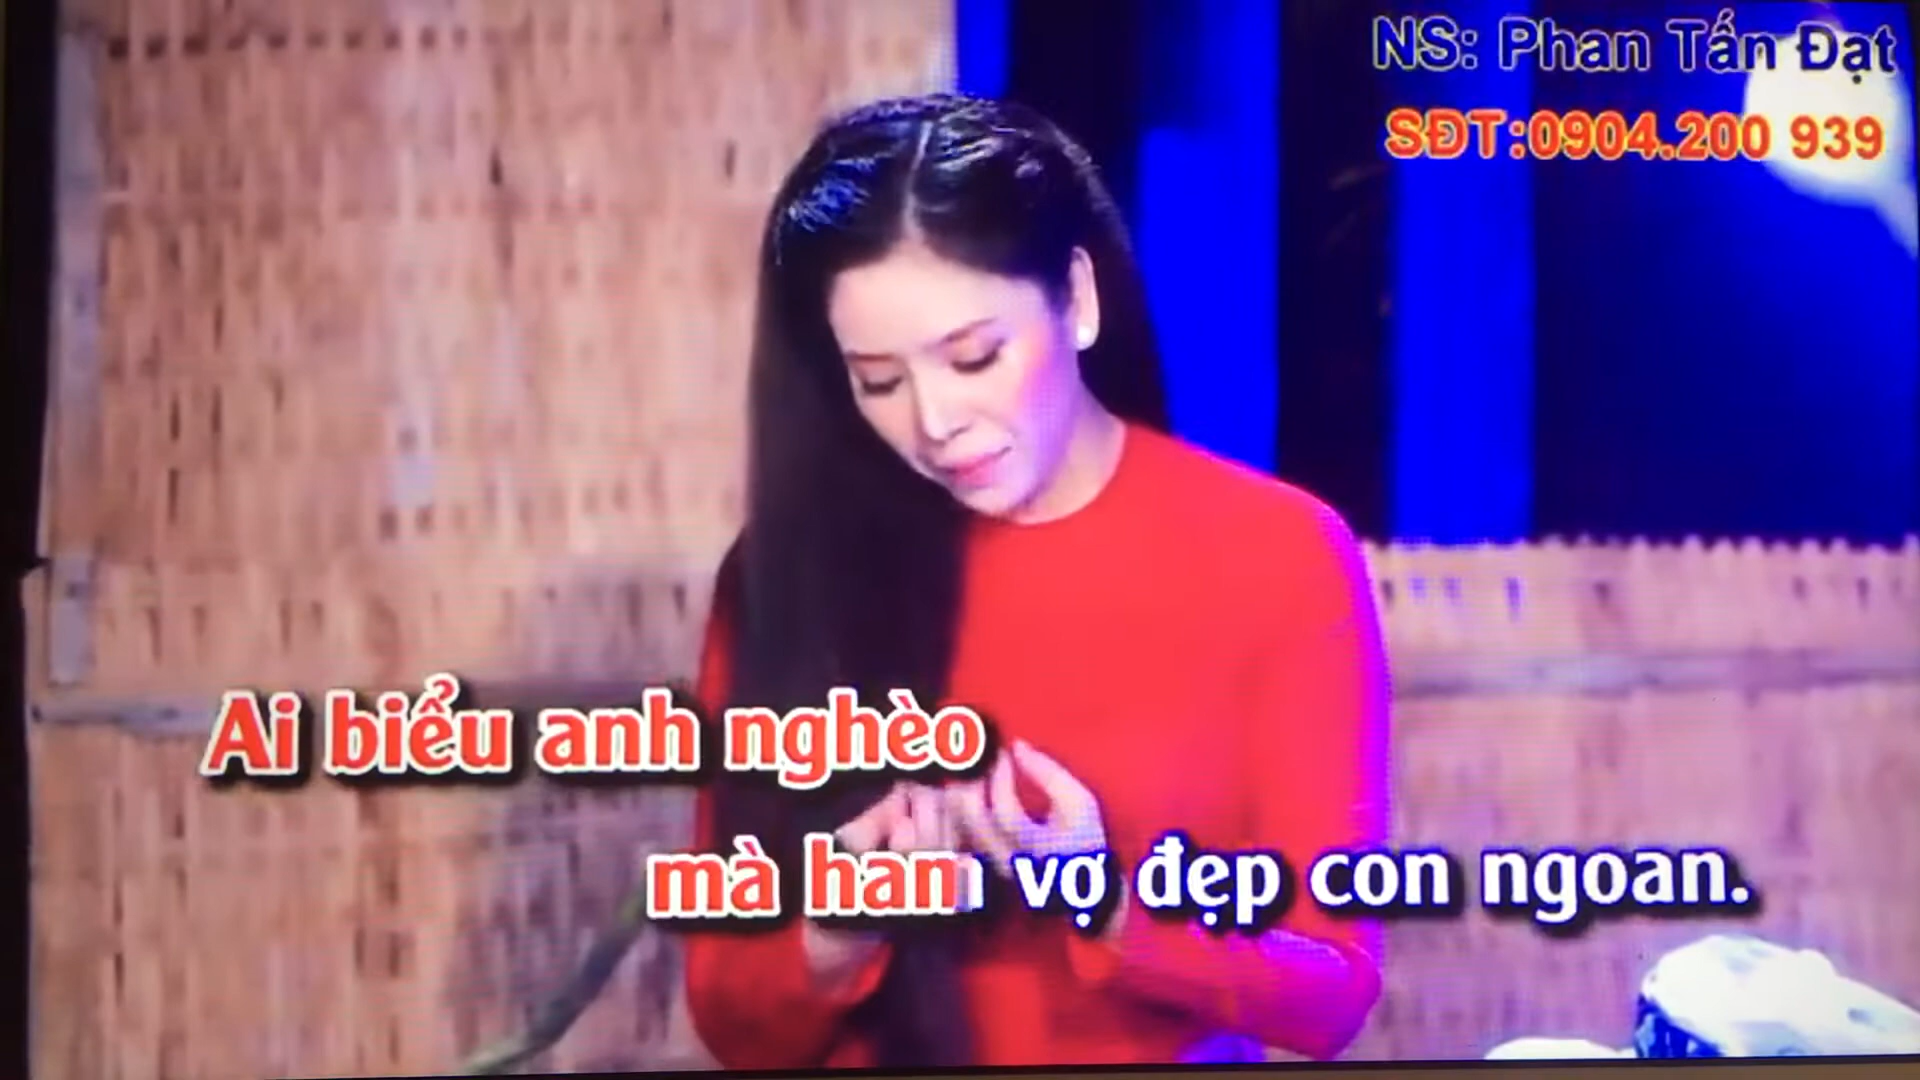 NS: Phan Tấn Đạt
SĐT:0904.200 939
Ai biểu anh nghèo
mà ham vợ đẹp con ngoan.